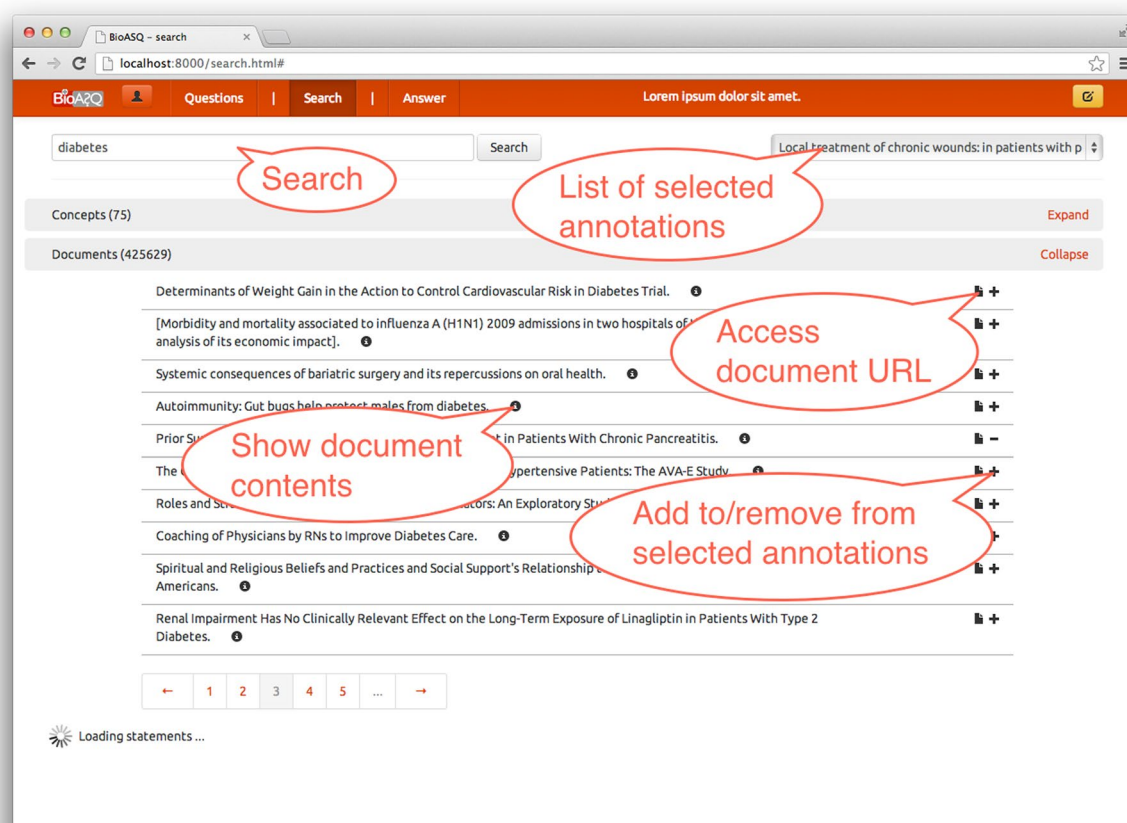 BioASQ – search
localhost:8000/search.html#
BioASQ Questions | Search | Answer Lorem ipsum dolor sit amet.
diabetes Search Local treatment of chronic wounds: in patients with p
Search
List of selected
annotations
Concepts (75) Expand
Documents (425629) Collapse
Determinants of Weight Gain in the Action to Control Cardiovascular Risk in Diabetes Trial.
[Morbidity and mortality associated to influenza A (H1N1) 2009 admissions in two hospitals of
analysis of its economic impact].
Access
document URL
Systemic consequences of bariatric surgery and its repercussions on oral health.
Autoimmunity: Gut bugs help protect males from diabetes.
Show document
contents
Prior in Patients With Chronic Pancreatitis.
The Hypertensive Patients: The AVA-E Study.
Roles and An Exploratory
Add to/remove from
selected annotations
Coaching of Physicians by RNs to Improve Diabetes Care.
Spiritual and Religious Beliefs and Practices and Social Support's Relationship
Americans.
Renal Impairment Has No Clinically Relevant Effect on the Long-Term Exposure of Linagliptin in Patients With Type 2
Diabetes.
← 1 2 3 4 5 ... →
Loading statements ...